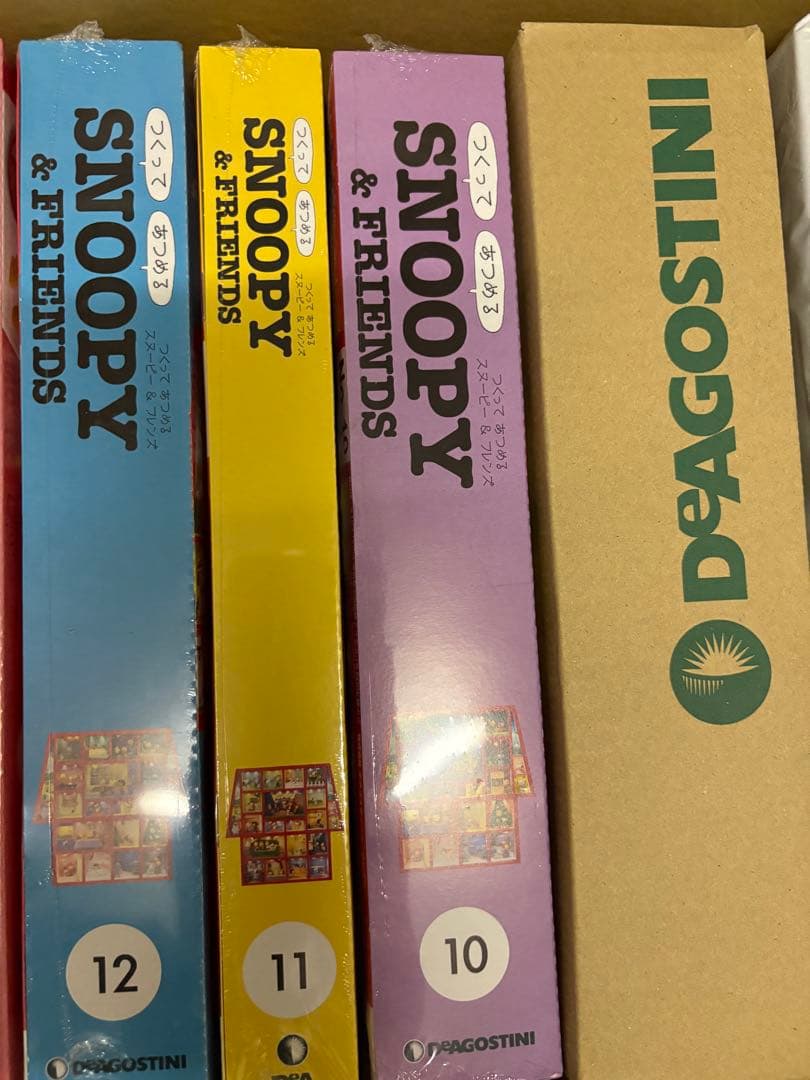 つくって あつめる
SNOOPY
& FRIENDS
つくって あつめる
スヌーピー & フレンズ
12
DeAGOSTINI
つくって あつめる
SNOOPY
& FRIENDS
つくって あつめる
スヌーピー & フレンズ
11
DeA
つくって あつめる
SNOOPY
& FRIENDS
つくって あつめる
スヌーピー & フレンズ
10
DeAGOSTINI
DeAGOSTINI